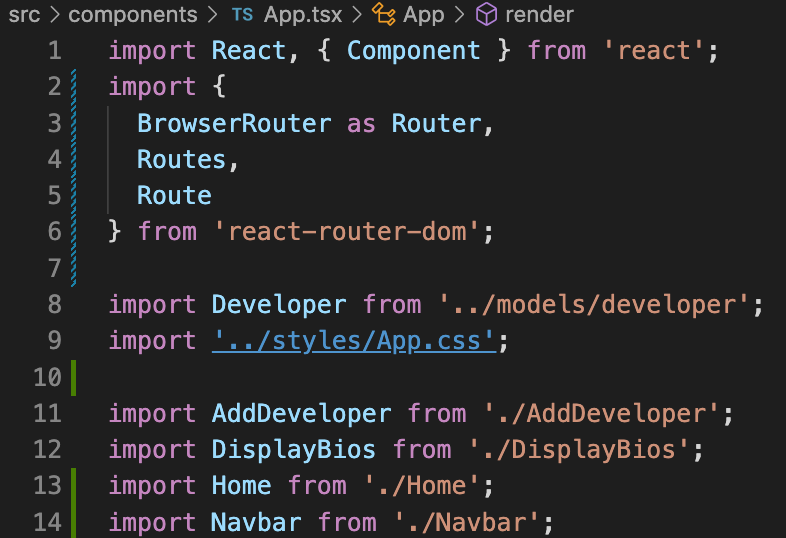 src > components > TS App.tsx > App > render
1 import React, { Component } from 'react';
2 import {
3 BrowserRouter as Router,
4 Routes,
5 Route
6 } from 'react-router-dom';
7
8 import Developer from '../models/developer';
9 import '../styles/App.css';
10
11 import AddDeveloper from './AddDeveloper';
12 import DisplayBios from './DisplayBios';
13 import Home from './Home';
14 import Navbar from './Navbar';